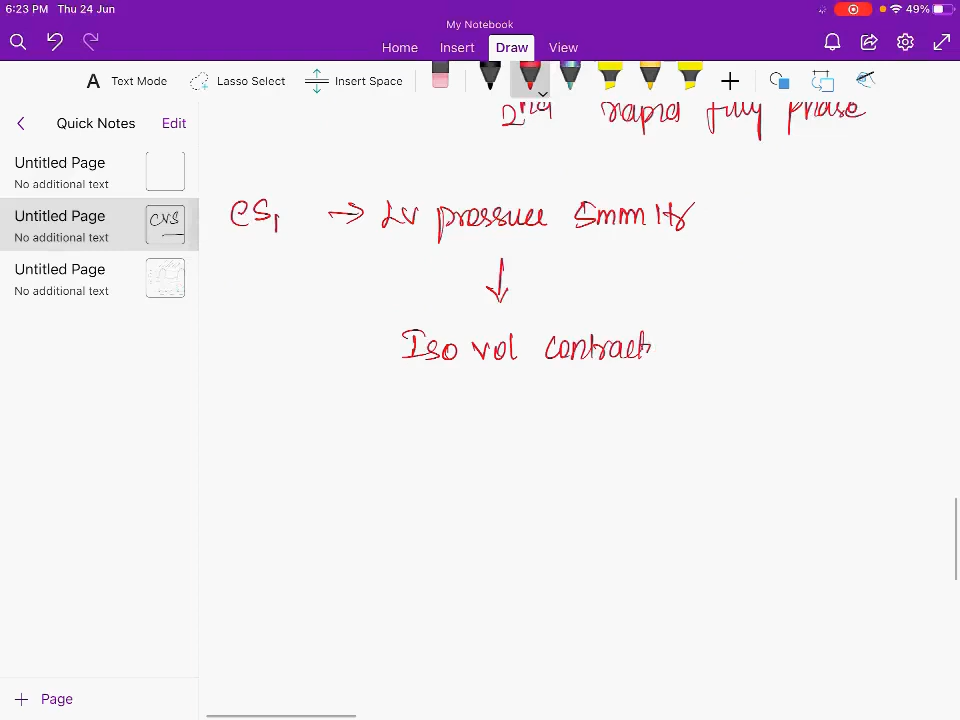 6:23 PM Thu 24 Jun
49%
My Notebook
Home Insert Draw View
Text Mode Lasso Select Insert Space
Quick Notes Edit
Untitled Page
No additional text
Untitled Page
No additional text
CVS
Untitled Page
No additional text
Page
2nd rapid phase
CS1 → LV pressure 5mm Hg
↓
Iso vol contract